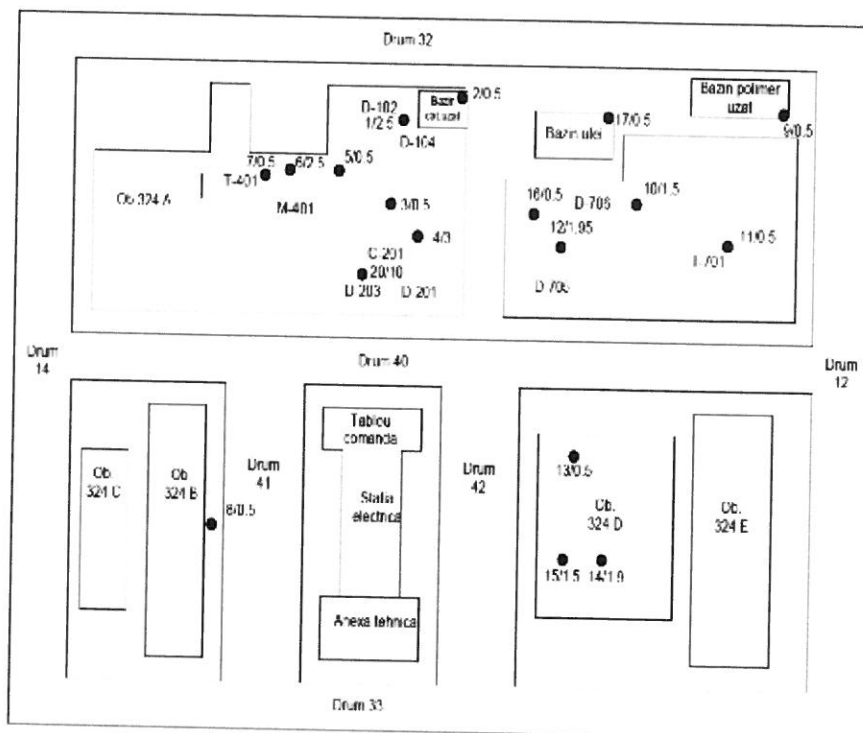 Drum 32
2/0.5
Bazin polimer
uzat
D-102
1/2.5
Bazin
cat.uzat
17/0.5
9/0.5
D-104
Bazin ulei
7/0.5
6/2.5
5/0.5
T-401
Ob 324 A
M-401
3/0.5
16/0.5
D-706
10/1.5
4/3
12/1.95
11/0.5
C-201
20/10
T-701
D-203
D-201
D-706
Drum
14
Drum 40
Drum
12
Tablou
comanda
Drum
41
Drum
42
13/0.5
Ob.
324 C
Ob
324 B
8/0.5
Statia
electrica
Ob.
324 D
Ob.
324 E
15/1.5
14/1.9
Anexa tehnica
Drum 33